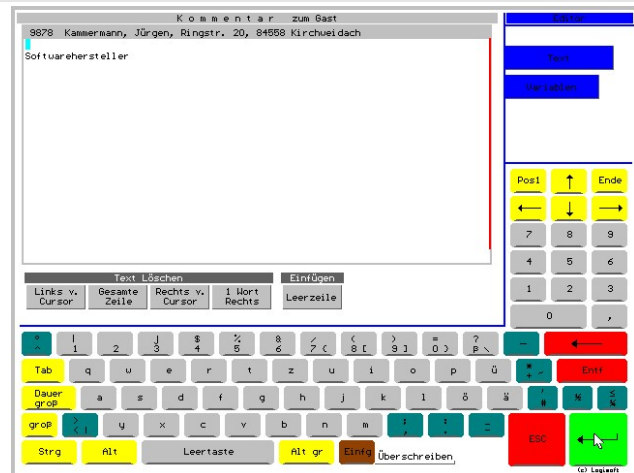 Kommentar zum Gast
Editor
9878 Kammermann, Jürgen, Ringstr. 20, 84558 Kirchweidach
Softwarehersteller
Text
Variablen
Pos1 ↑ Ende
← ↓ →
7 8 9
4 5 6
1 2 3
0 ,
Text Löschen
Einfügen
Links v. Cursor
Gesamte Zeile
Rechts v. Cursor
1 Wort Rechts
Leerzeile
° ^
| 1
2
J 3
$ 4
% 5
& 6
/ 7 {
( 8 [
) 9 ]
= 0 }
? β \
- ←
Tab q w e r t z u i o p ü * + ~ Entf
Dauer groβ a s d f g h j k l ö ä ' #
groβ > < | y x c v b n m ; , : .
ESC
Strg Alt Leertaste Alt gr Einfg Überschreiben,
(c) Logisoft